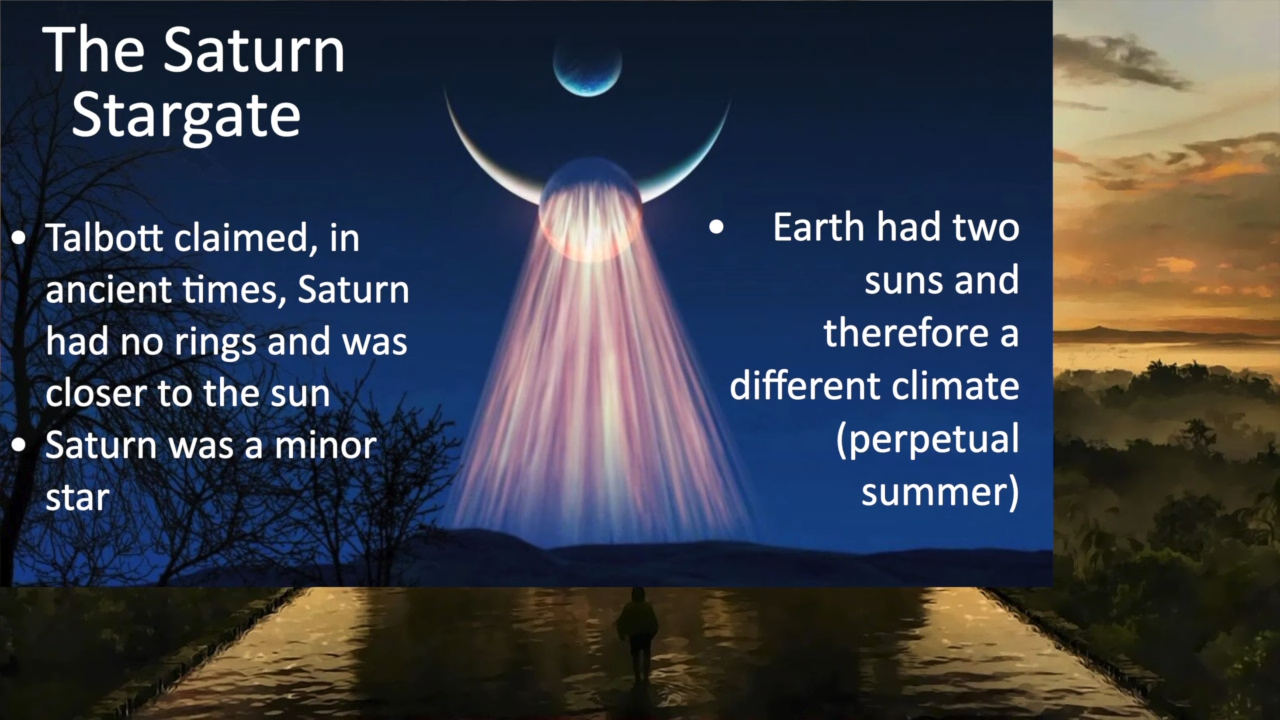 The Saturn
Stargate
• Talbott claimed, in
ancient times, Saturn
had no rings and was
closer to the sun
• Saturn was a minor
star
• Earth had two
suns and
therefore a
different climate
(perpetual
summer)